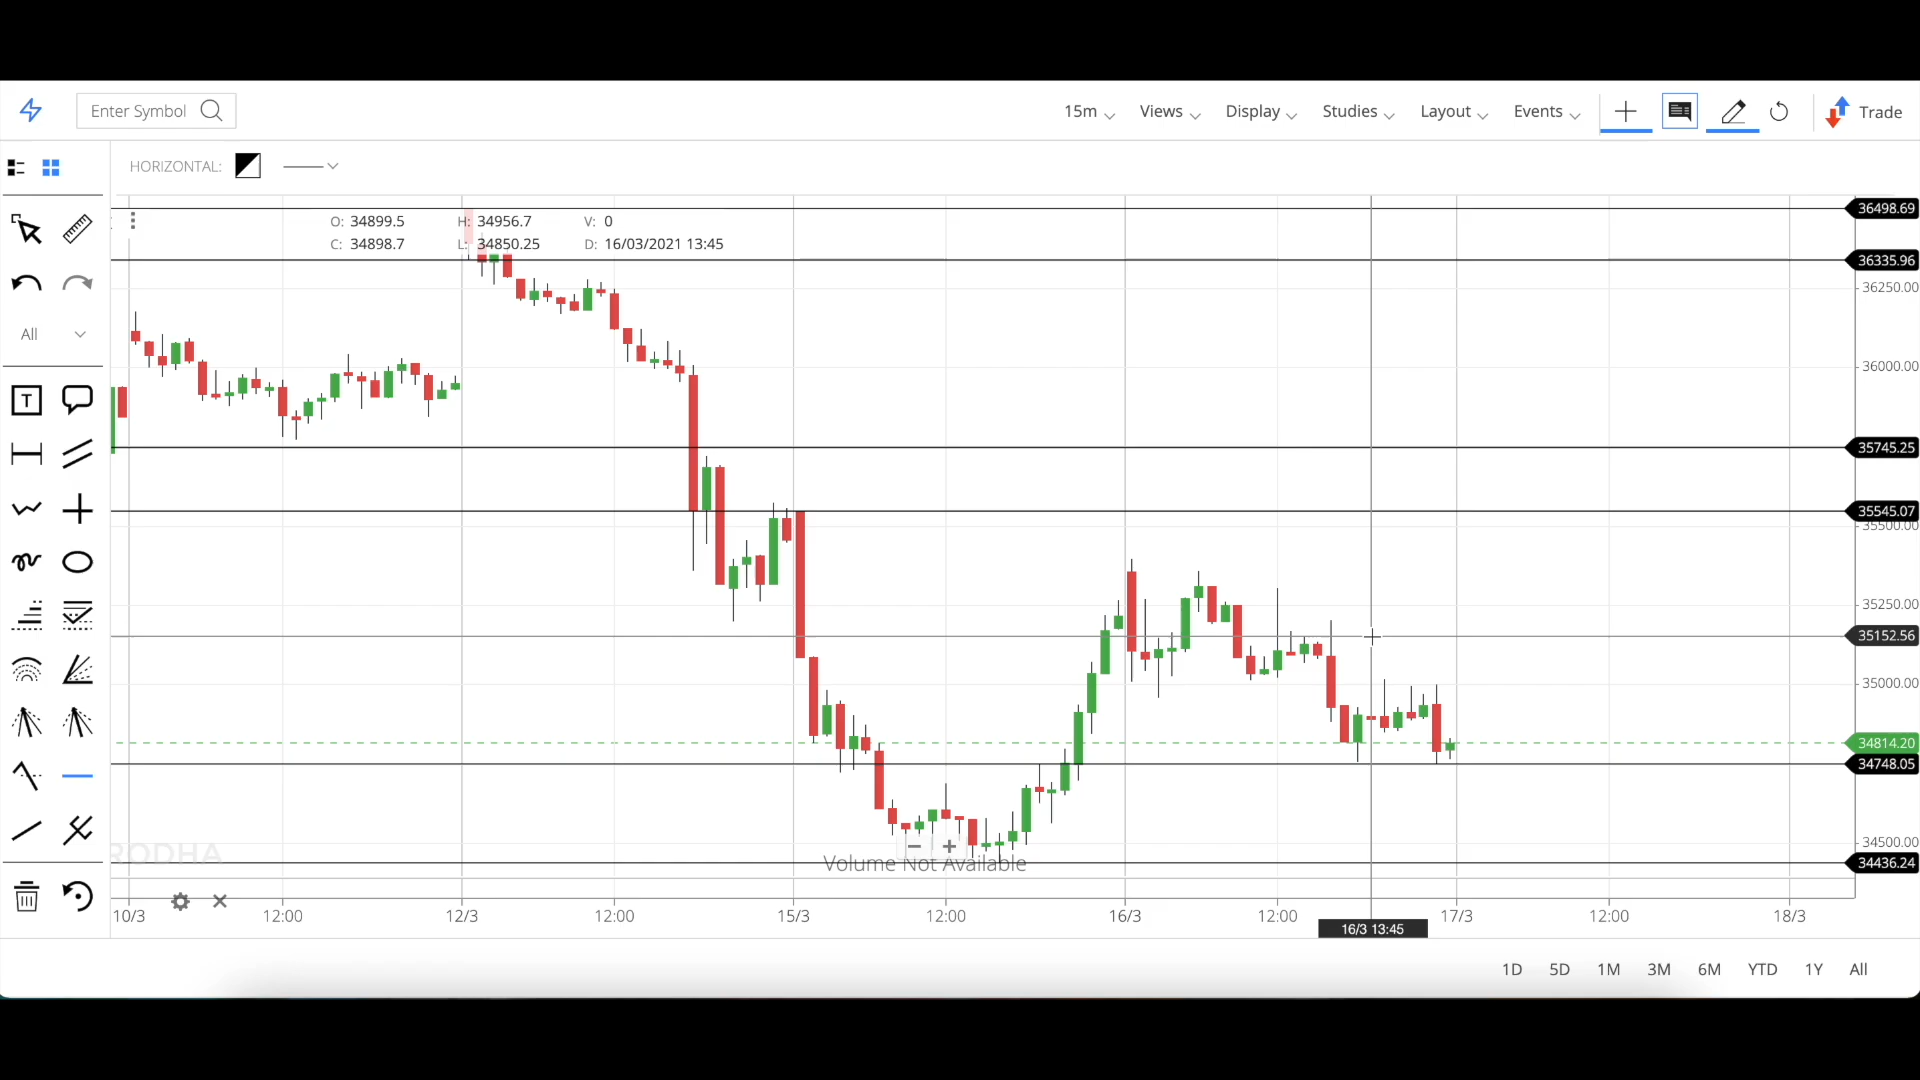 Enter Symbol
15m Views Display Studies Layout Events Trade
HORIZONTAL:
All
T
O: 34899.5 H: 34956.7 V: 0
C: 34898.7 L: 34850.25 D: 16/03/2021 13:45
36498.69
36335.96
36250.00
36000.00
35745.25
35545.07
35500.00
35250.00
35152.56
35000.00
34814.20
34748.05
34500.00
34436.24
RODHA
Volume Not Available
10/3 12:00 12/3 12:00 15/3 12:00 16/3 12:00 17/3 12:00 18/3
16/3 13:45
1D 5D 1M 3M 6M YTD 1Y All